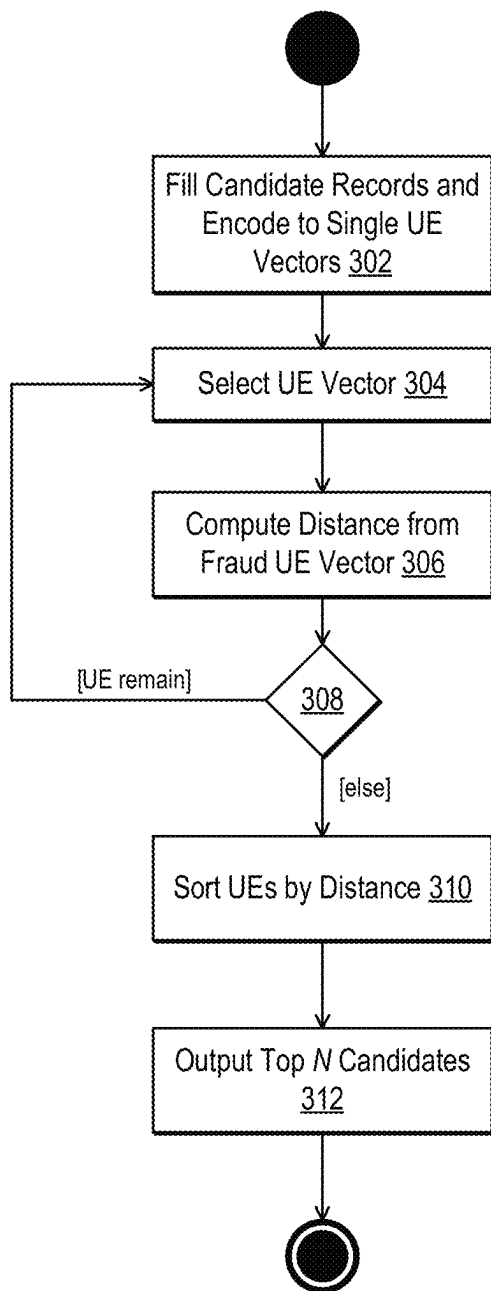 Fill Candidate Records and
Encode to Single UE
Vectors 302
Select UE Vector 304
Compute Distance from
Fraud UE Vector 306
[UE remain]
308
[else]
Sort UEs by Distance 310
Output Top N Candidates
312